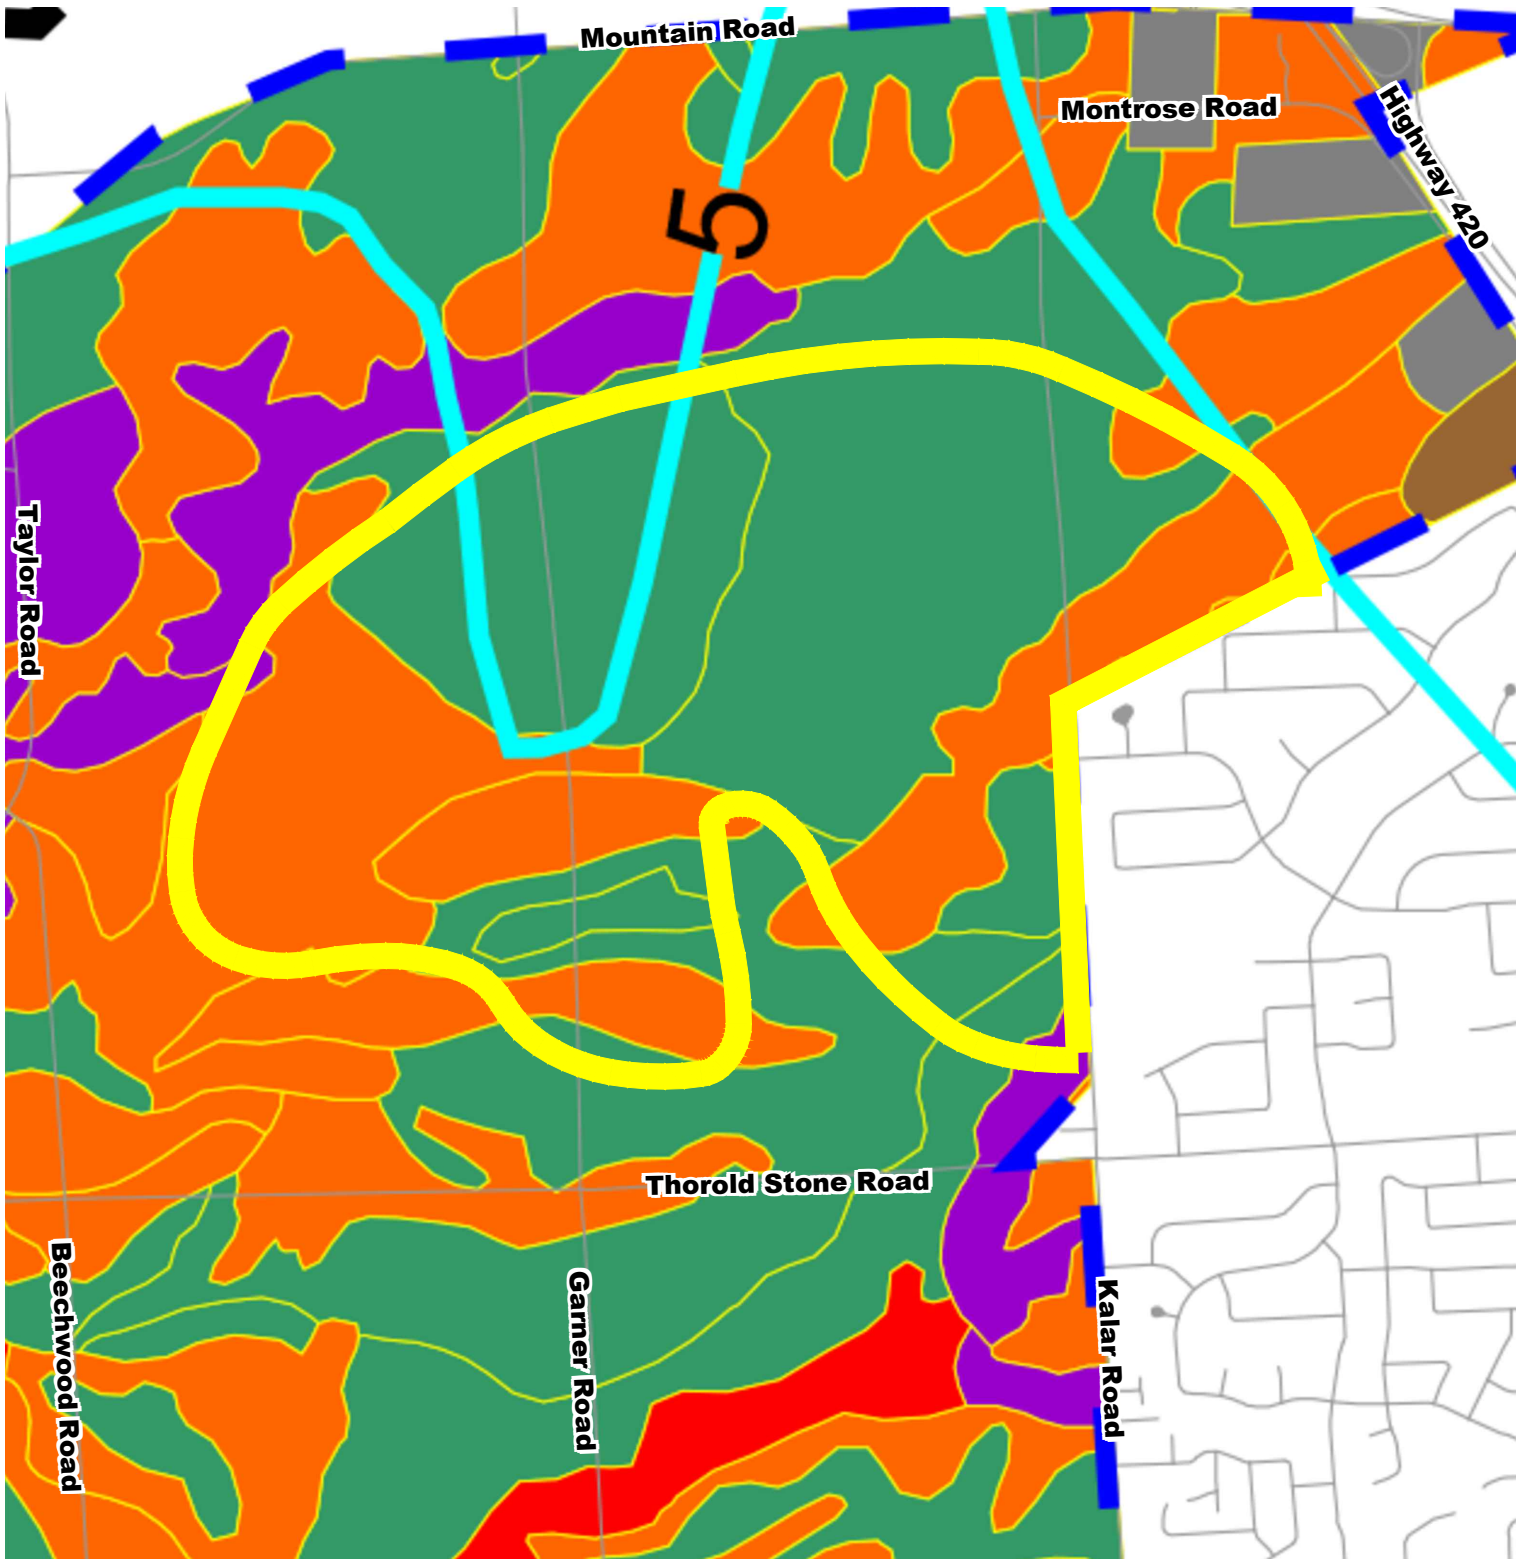 Mountain Road
Montrose Road
Highway 420
5
Taylor Road
Thorold Stone Road
Beechwood Road
Garner Road
Kalar Road